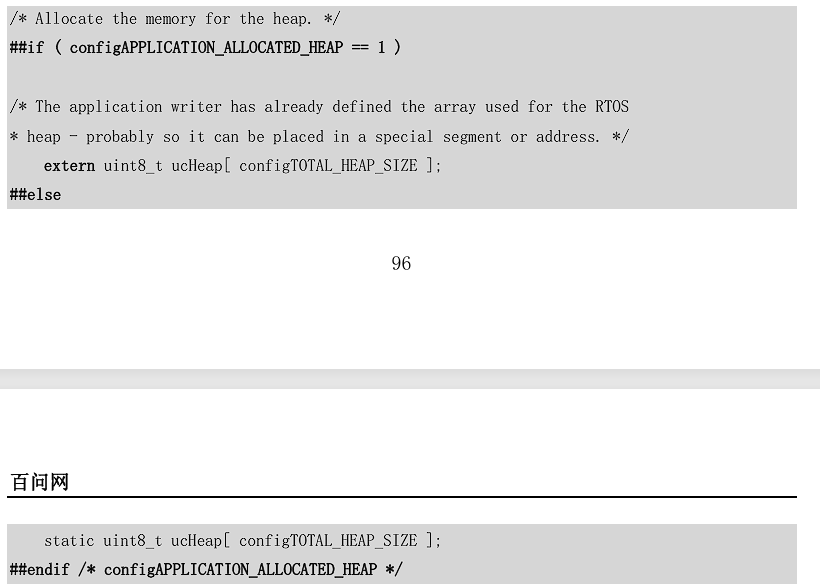 /* Allocate the memory for the heap. */
##if ( configAPPLICATION_ALLOCATED_HEAP == 1 )
/* The application writer has already defined the array used for the RTOS
* heap - probably so it can be placed in a special segment or address. */
extern uint8_t ucHeap[ configTOTAL_HEAP_SIZE ];
##else
96
百问网
static uint8_t ucHeap[ configTOTAL_HEAP_SIZE ];
##endif /* configAPPLICATION_ALLOCATED_HEAP */